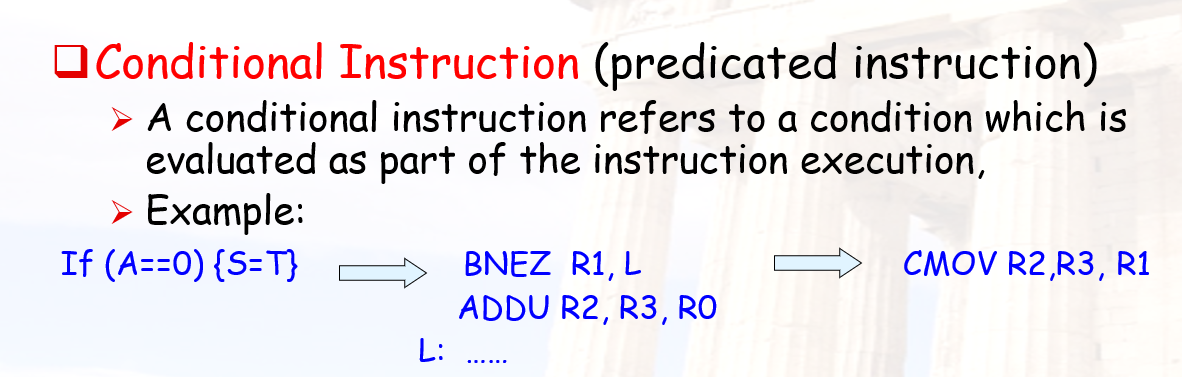 Conditional Instruction (predicated instruction)
A conditional instruction refers to a condition which is
evaluated as part of the instruction execution,
Example:
If (A==0) {S=T}
BNEZ R1, L
CMOV R2,R3, R1
ADDU R2, R3, R0
L: ......